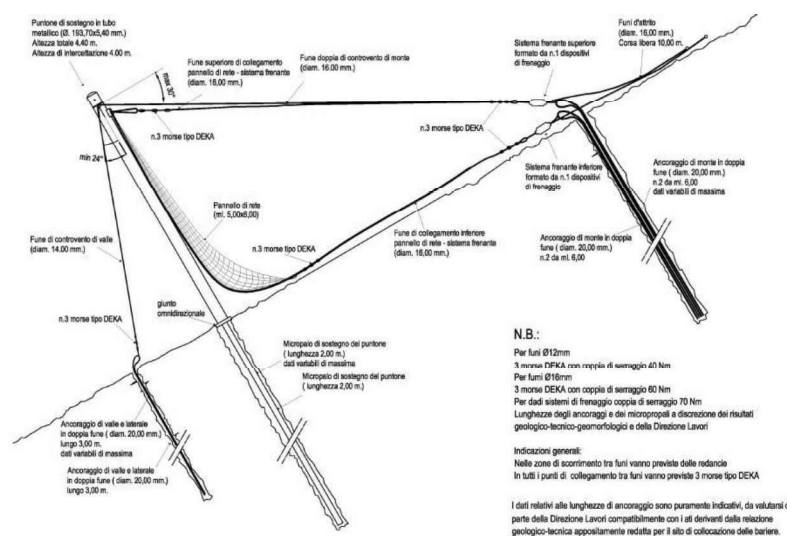 Puntone di sostegno in tubo
metallico (Ø. 193,70x5,40 mm.)
Altezza totale 4.40 m.
Altezza di intercettazione 4.00 m.
Fune superiore di collegamento
pannello di rete - sistema frenante
(diam. 16,00 mm.)
Fune doppia di controvento di monte
(diam. 16.00 mm.)
Sistema frenante superiore
formato da n.1 dispositivi
di frenaggio
Funi d'attrito
(diam. 16,00 mm.)
Corsa libera 10,00 m.
max 30°
n.3 morse tipo DEKA
n.3 morse tipo DEKA
min 24°
Sistema frenante inferiore
formato da n.1 dispositivi
di frenaggio
Ancoraggio di monte in doppia
fune ( diam. 20,00 mm.)
n.2 da ml. 6,00
dati variabili di massima
Pannello di rete
(ml. 5,00x6,00)
Fune di controvento di valle
(diam. 14.00 mm.)
n.3 morse tipo DEKA
Fune di collegamento inferiore
pannello di rete - sistema frenante
(diam. 16,00 mm.)
Ancoraggio di monte in doppia
fune ( diam. 20,00 mm.)
n.2 da ml. 6,00
giunto
omnidirezionale
n.3 morse tipo DEKA
Micropalo di sostegno del puntone
( lunghezza 2,00 m.)
dati variabili di massima
Micropalo di sostegno del puntone
( lunghezza 2,00 m.)
Ancoraggio di valle e laterale
in doppia fune ( diam. 20,00 mm.)
lungo 3,00 m.
dati variabili di massima
Ancoraggio di valle e laterale
in doppia fune ( diam. 20,00 mm.)
lungo 3,00 m.
N.B.:
Per funi Ø12mm
3 morse DEKA con coppia di serraggio 40 Nm
Per fumi Ø16mm
3 morse DEKA con coppia di serraggio 60 Nm
Per dadi sistemi di frenaggio coppia di serraggio 70 Nm
Lunghezze degli ancoraggi e dei micropropali a discrezione dei risultati
geologico-tecnico-geomorfologici e della Direzione Lavori
Indicazioni generali:
Nelle zone di scorrimento tra funi vanno previste delle redancie
In tutti i punti di collegamento tra funi vanno previste 3 morse tipo DEKA
I dati relativi alle lunghezze di ancoraggio sono puramente indicativi, da valutarsi d
parte della Direzione Lavori compatibilmente con i ati derivanti dalla relazione
geologico-tecnica appositamente redatta per il sito di collocazione delle bariere.